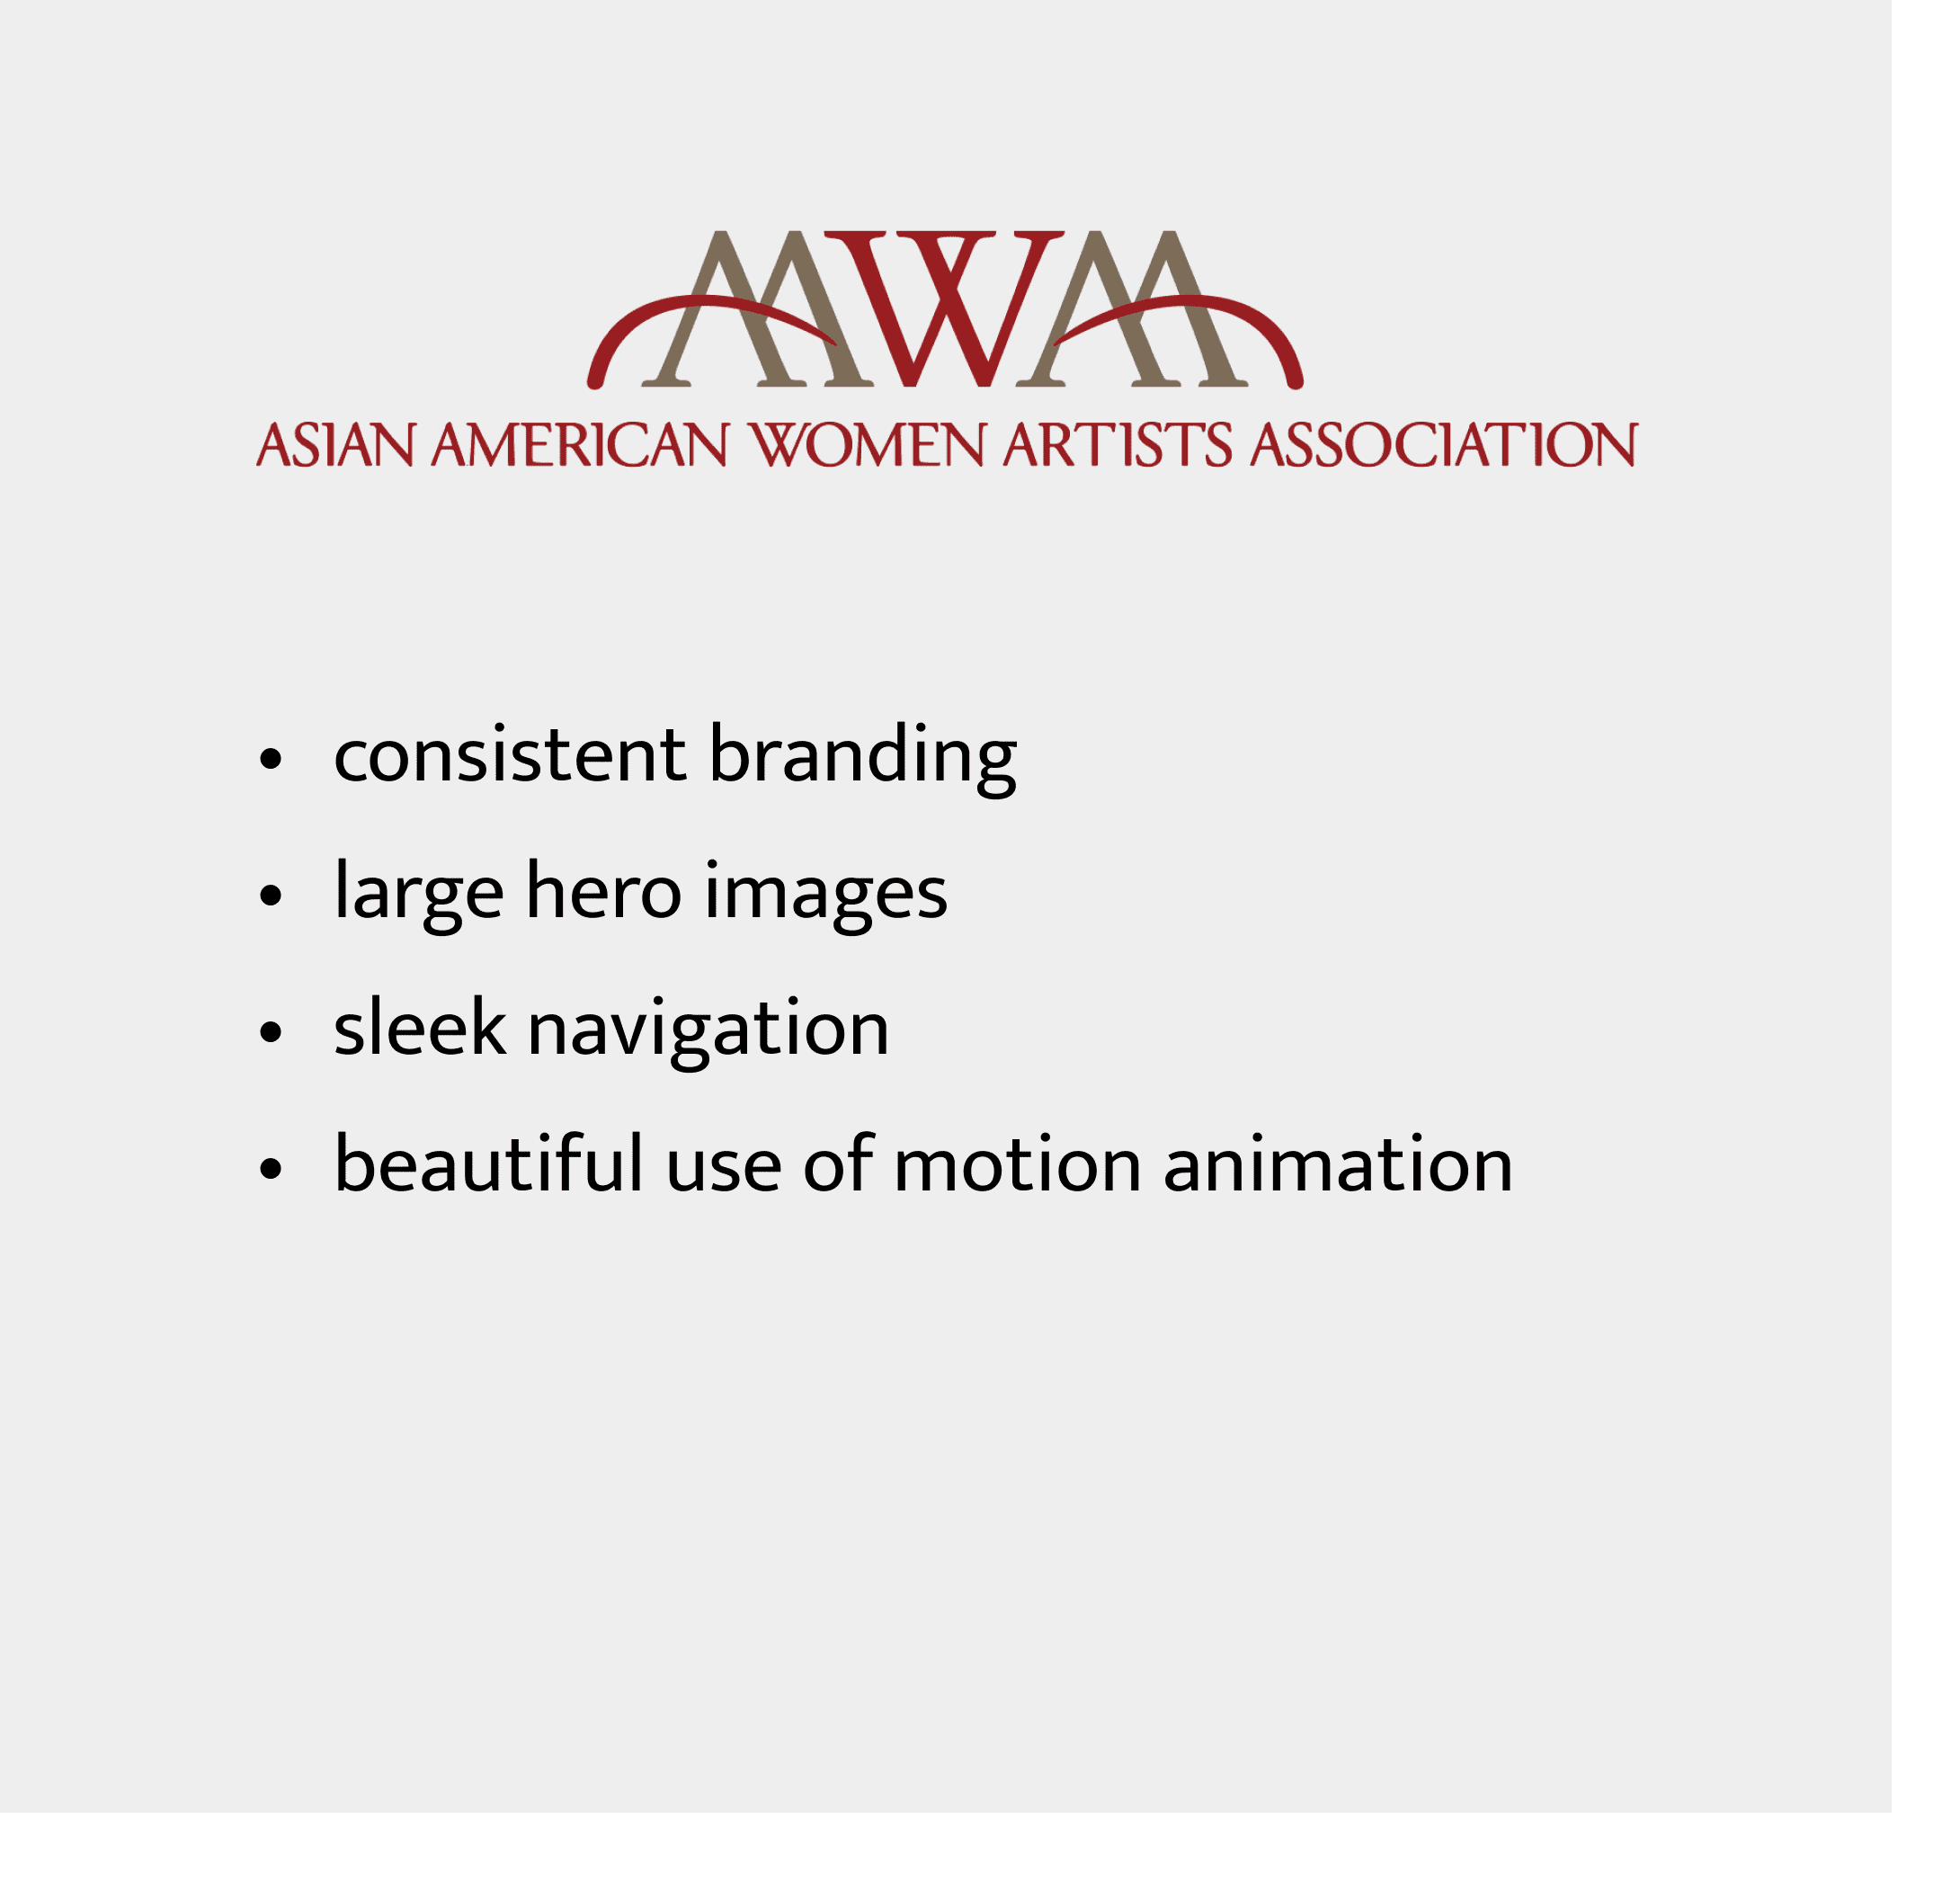 AAWAA
ASIAN AMERICAN WOMEN ARTISTS ASSOCIATION
• consistent branding
• large hero images
• sleek navigation
• beautiful use of motion animation